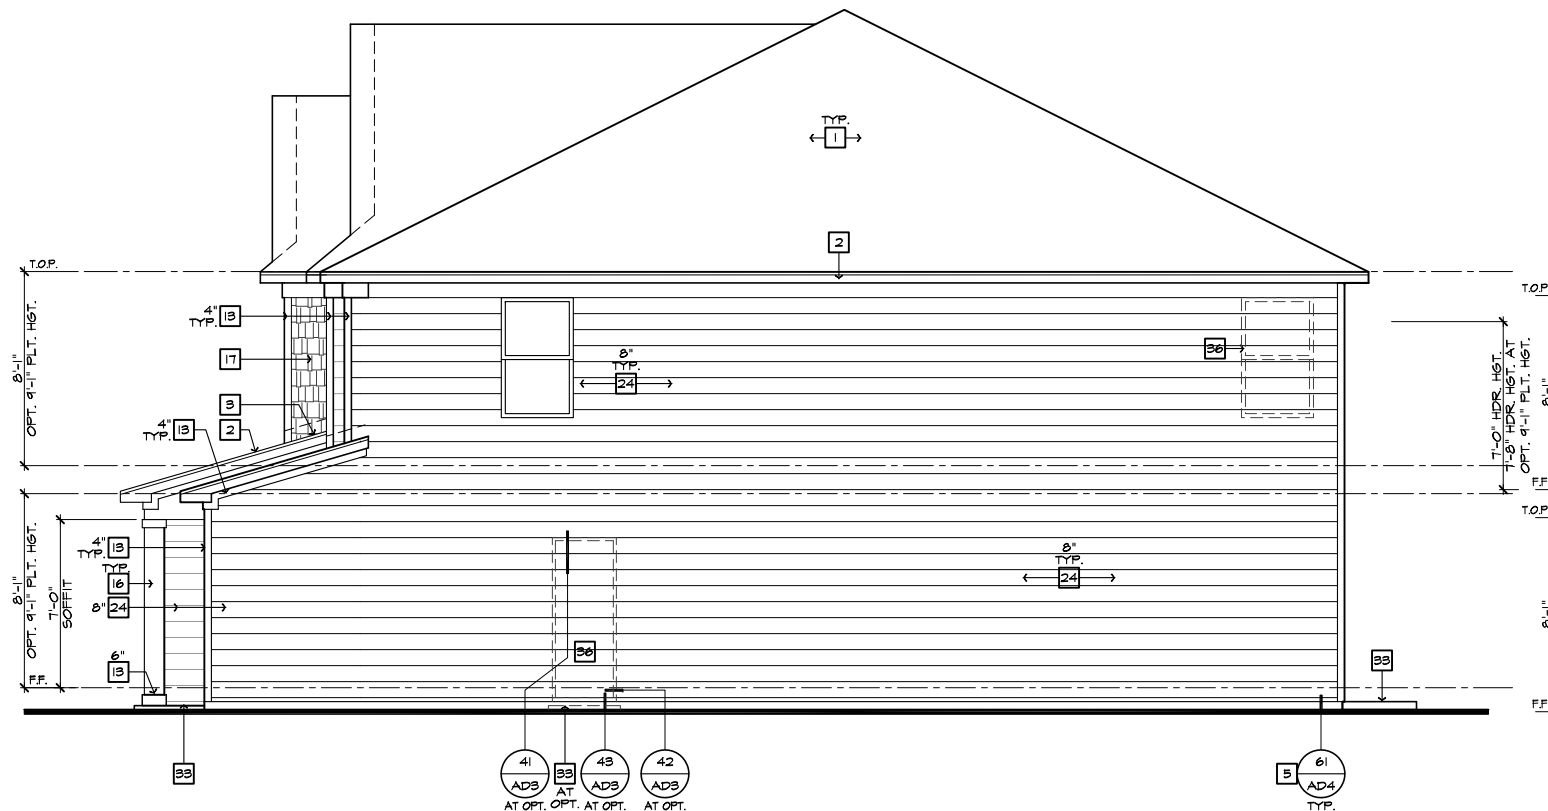 TYP.
1
2
T.O.P.
T.O.P
8'-1"
OPT. 9'-1" PLT. HGT.
4"
TYP.
13
17
3
2
4"
TYP.
13
8"
TYP.
24
36
7'-0" HDR. HGT.
7'-8" HDR. HGT. AT
OPT. 9'-1" PLT. HGT.
8'-1"
F.F
T.O.P
8'-1"
OPT. 9'-1" PLT. HGT.
7'-0"
SOFFIT
4"
TYP.
13
TYP.
16
8" 24
6"
13
F.F.
8"
TYP.
24
36
33
8'-1"
F.F
33
41
AD3
AT OPT.
33
AT
OPT.
43
AD3
AT OPT.
42
AD3
AT OPT.
5
61
AD4
TYP.